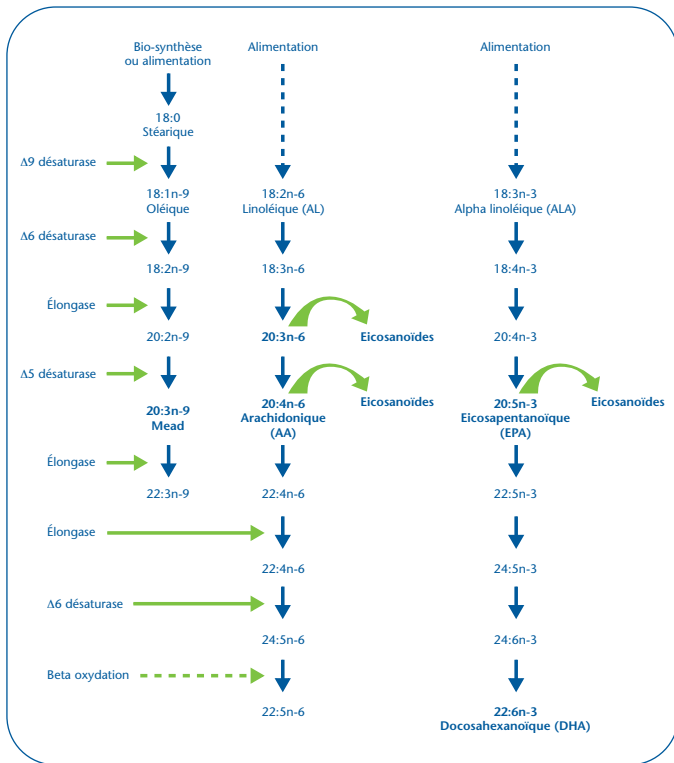 Bio-synthèse
ou alimentation
Alimentation
Alimentation
18:0
Stéarique
Δ9 désaturase
18:1n-9
Oléique
18:2n-6
Linoléique (AL)
18:3n-3
Alpha linoléique (ALA)
Δ6 désaturase
18:2n-9
18:3n-6
18:4n-3
Élongase
20:2n-9
20:3n-6
Eicosanoïdes
20:4n-3
Δ5 désaturase
20:3n-9
Mead
20:4n-6
Arachidonique
(AA)
Eicosanoïdes
20:5n-3
Eicosapentanoïque
(EPA)
Eicosanoïdes
Élongase
22:3n-9
22:4n-6
22:5n-3
Élongase
22:4n-6
24:5n-3
Δ6 désaturase
24:5n-6
24:6n-3
Beta oxydation
22:5n-6
22:6n-3
Docosahexanoïque (DHA)